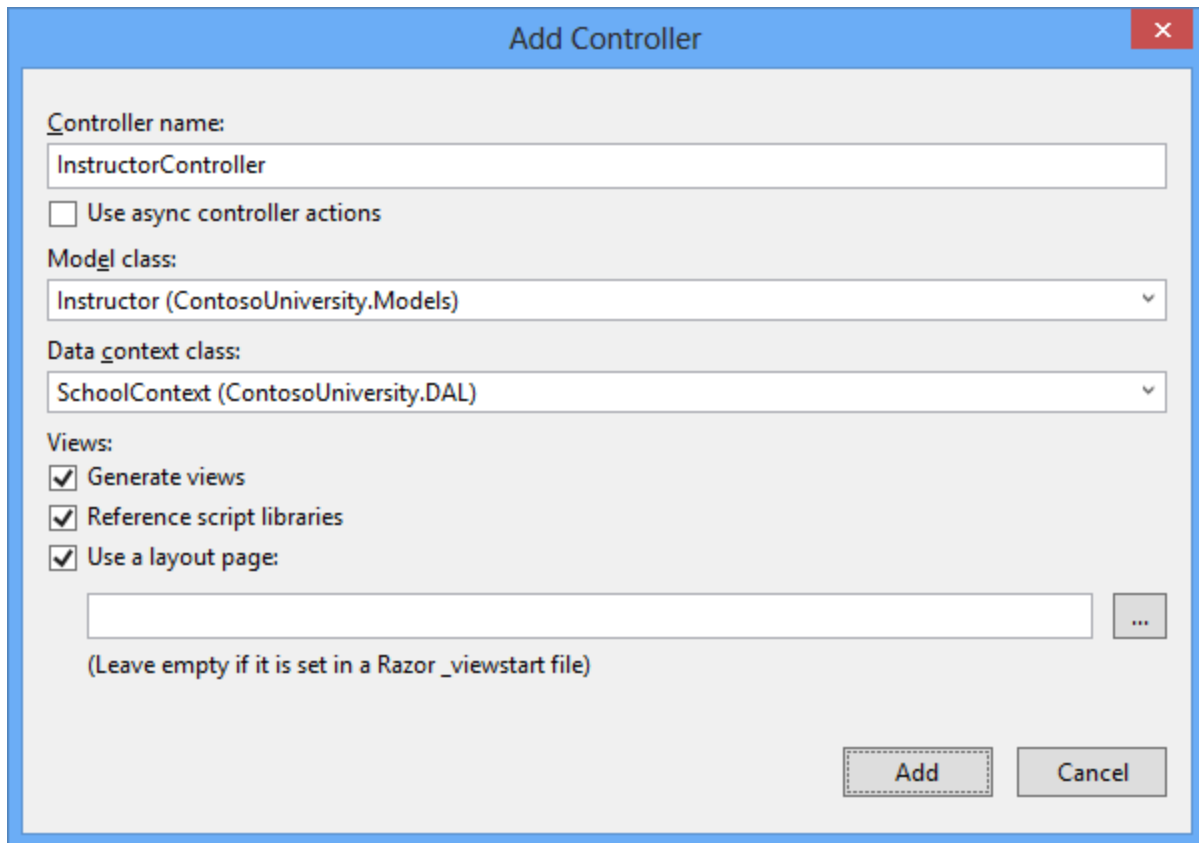 Add Controller
Controller name:
InstructorController
Use async controller actions
Model class:
Instructor (ContosoUniversity.Models)
Data context class:
SchoolContext (ContosoUniversity.DAL)
Views:
Generate views
Reference script libraries
Use a layout page:
...
(Leave empty if it is set in a Razor _viewstart file)
Add
Cancel